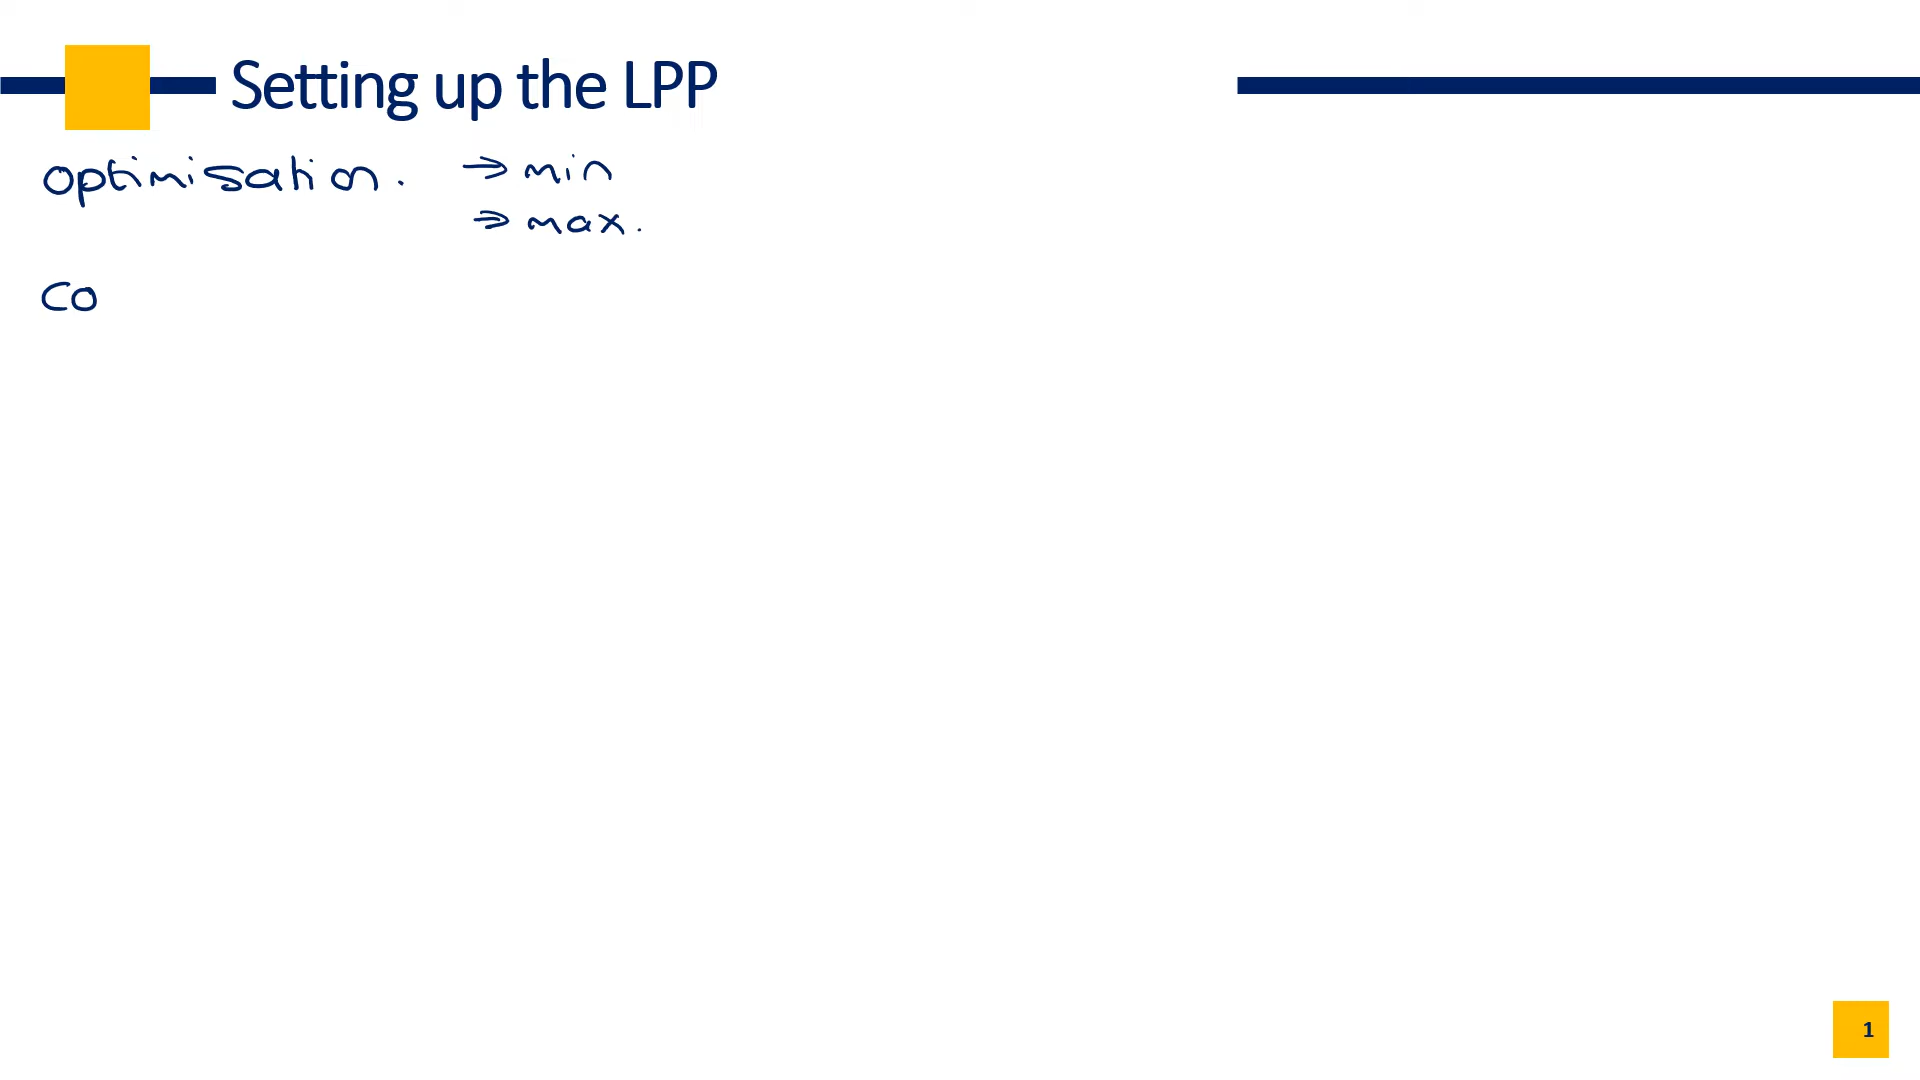 Setting up the LPP
optimisation. → min
⇒ max.
CO
1